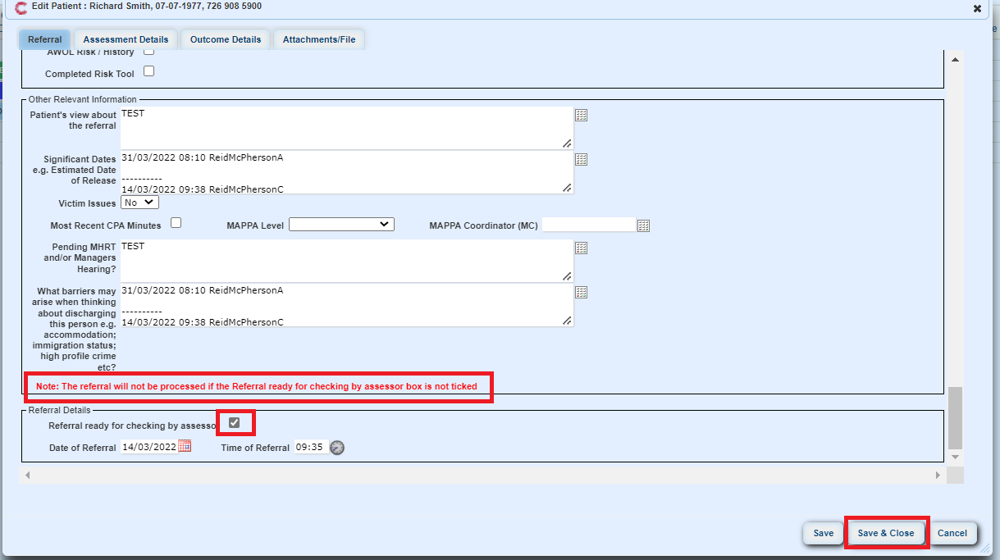 Edit Patient : Richard Smith, 07-07-1977, 726 908 5900
Referral Assessment Details Outcome Details Attachments/File
AWOL Risk / History
Completed Risk Tool
Other Relevant Information
Patient's view about
the referral
TEST
Significant Dates
e.g. Estimated Date
of Release
31/03/2022 08:10 ReidMcPhersonA
----------
14/03/2022 09:38 ReidMcPhersonC
Victim Issues No
Most Recent CPA Minutes MAPPA Level MAPPA Coordinator (MC)
Pending MHRT
and/or Managers
Hearing?
TEST
What barriers may
arise when thinking
about discharging
this person e.g.
accommodation;
immigration status;
high profile crime
etc?
31/03/2022 08:10 ReidMcPhersonA
----------
14/03/2022 09:38 ReidMcPhersonC
Note: The referral will not be processed if the Referral ready for checking by assessor box is not ticked
Referral Details
Referral ready for checking by assesso
Date of Referral 14/03/2022 Time of Referral 09:35
Save Save & Close Cancel